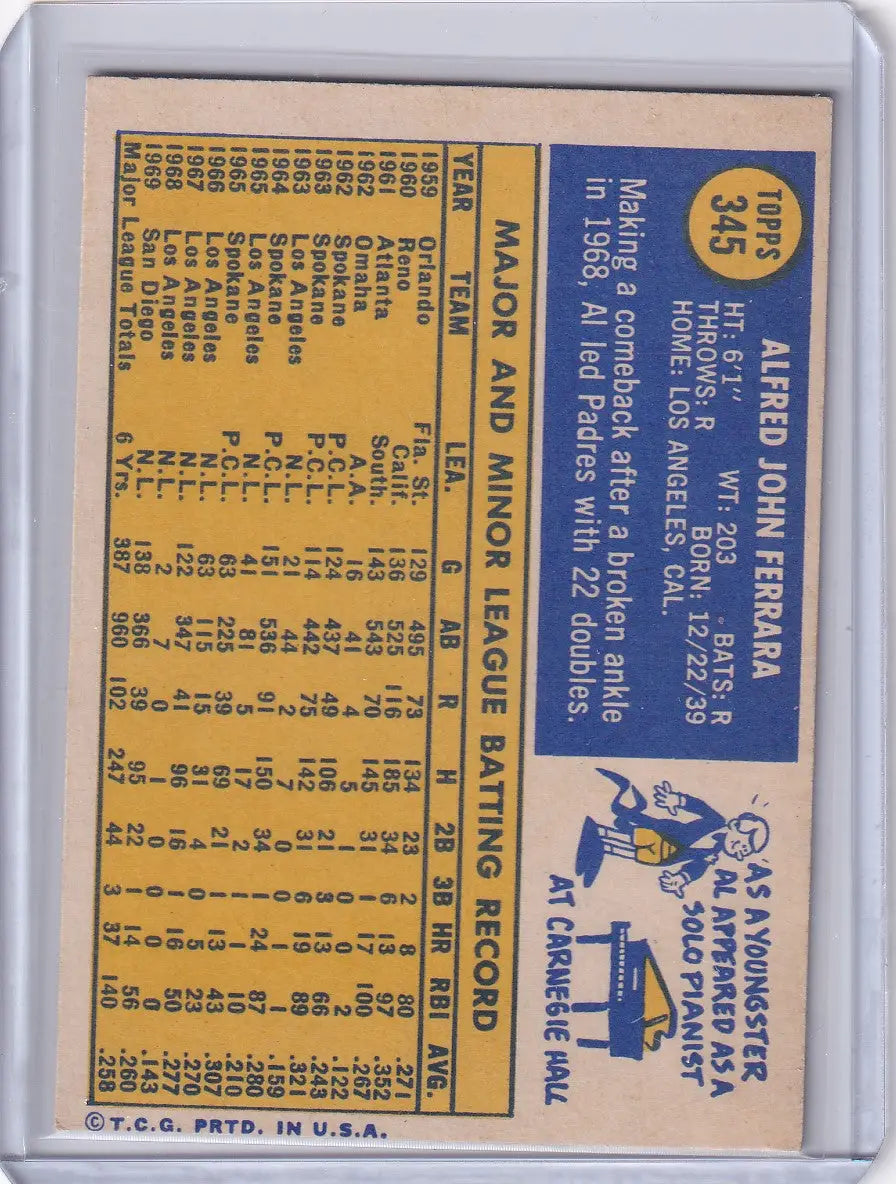 TOPPS
345
ALFRED JOHN FERRARA
HT: 6'1" WT: 203 BATS: R
THROWS: R BORN: 12/22/39
HOME: LOS ANGELES, CAL.
Making a comeback after a broken ankle
in 1968, Al led Padres with 22 doubles.
AS A YOUNGSTER
AL APPEARED AS A
SOLO PIANIST
AT CARNEGIE HALL
MAJOR AND MINOR LEAGUE BATTING RECORD
YEAR TEAM LEA. G AB R H 2B 3B HR RBI AVG.
1959 Orlando Fla. St. 129 495 73 134 23 2 8 80 .271
1960 Reno Calif. 136 525 116 185 34 6 13 97 .352
1961 Atlanta South. 143 543 70 145 31 1 17 100 .267
1962 Omaha A.A. 16 41 4 5 1 0 0 2 .122
1962 Spokane P.C.L. 124 437 49 106 21 3 13 66 .243
1963 Spokane P.C.L. 114 442 75 142 31 6 19 89 .321
1963 Los Angeles N.L. 21 44 2 7 0 0 1 1 .159
1964 Spokane P.C.L. 151 536 91 150 34 1 24 87 .280
1965 Los Angeles N.L. 41 81 5 17 2 1 1 10 .210
1965 Spokane P.C.L. 63 225 39 69 21 1 13 43 .307
1966 Los Angeles N.L. 63 115 15 31 4 0 5 23 .270
1967 Los Angeles N.L. 122 347 41 96 16 1 16 50 .277
1968 Los Angeles N.L. 2 7 0 1 0 0 0 0 .143
1969 San Diego N.L. 138 366 39 95 22 1 14 56 .260
Major League Totals 6 Yrs. 387 960 102 247 44 3 37 140 .258
© T.C.G. PRTD. IN U.S.A.